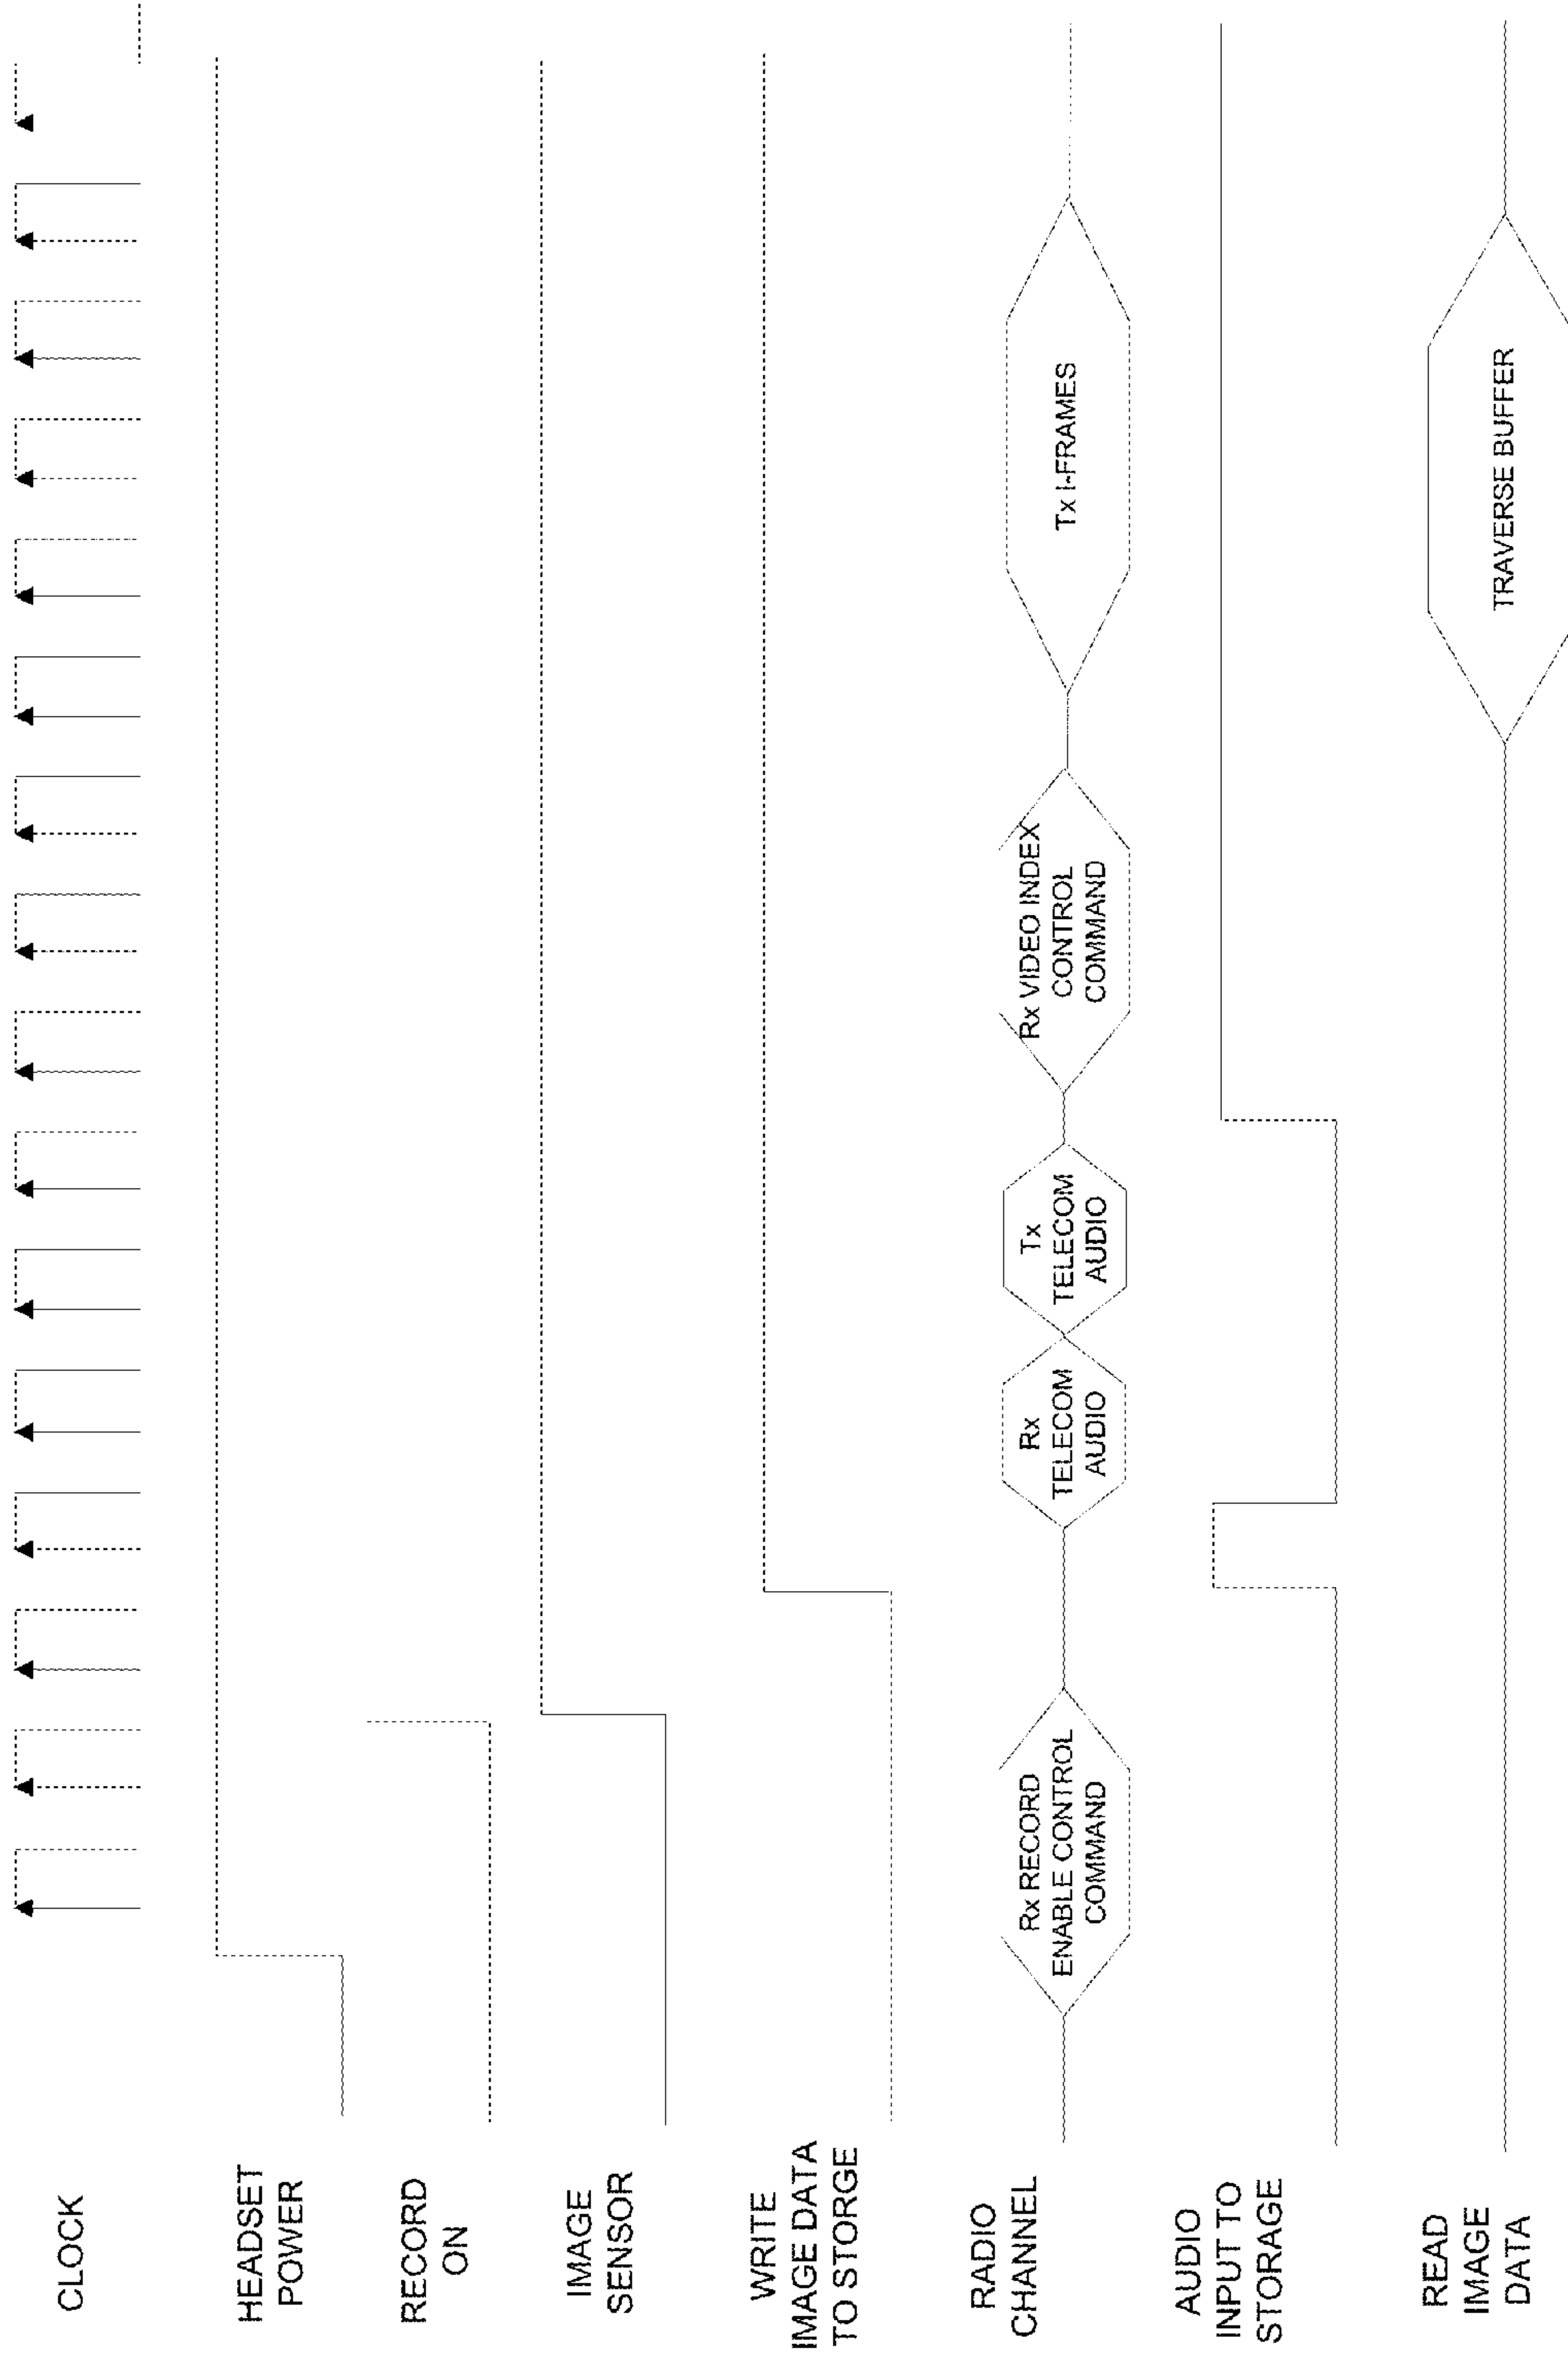 CLOCK
HEADSET
POWER
RECORD
ON
IMAGE
SENSOR
WRITE
IMAGE DATA
TO STORGE
RADIO
CHANNEL
Rx RECORD
ENABLE CONTROL
COMMAND
Rx
TELECOM
AUDIO
Tx
TELECOM
AUDIO
Rx VIDEO INDEX
CONTROL
COMMAND
Tx I-FRAMES
AUDIO
INPUT TO
STORAGE
READ
IMAGE
DATA
TRAVERSE BUFFER